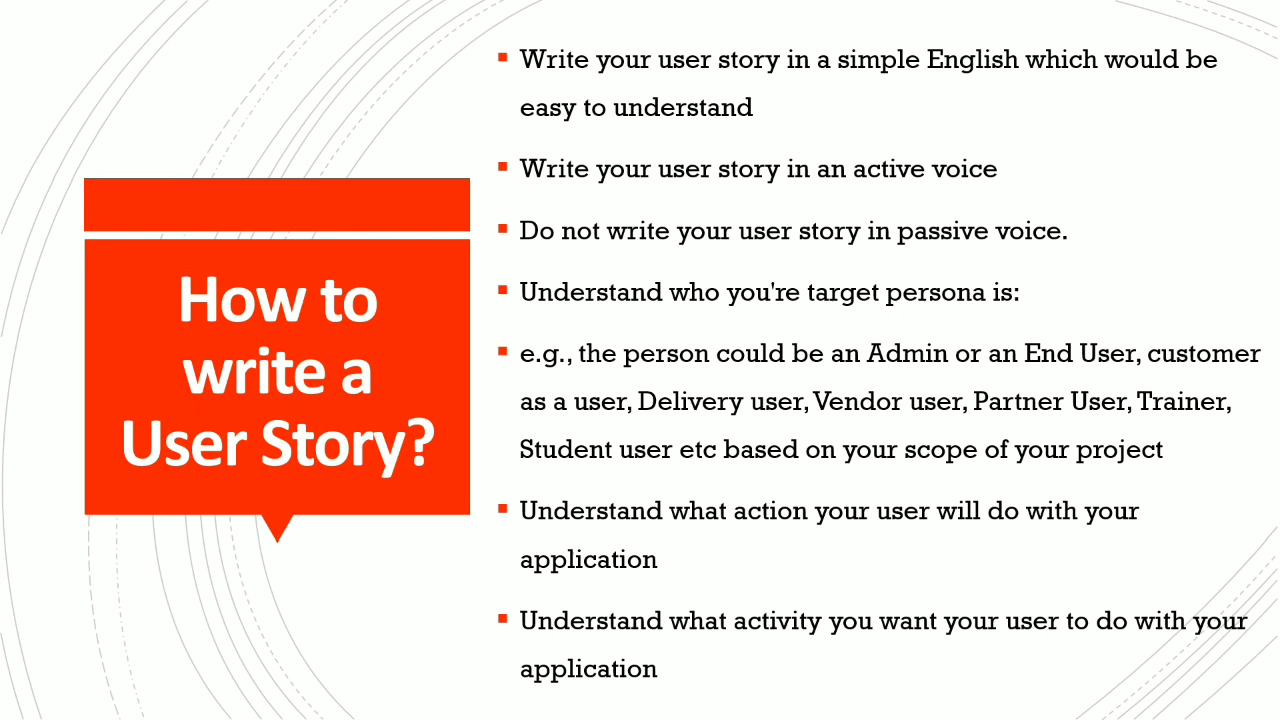 How to
write a
User Story?
Write your user story in a simple English which would be
easy to understand
Write your user story in an active voice
Do not write your user story in passive voice.
Understand who you're target persona is:
e.g., the person could be an Admin or an End User, customer
as a user, Delivery user, Vendor user, Partner User, Trainer,
Student user etc based on your scope of your project
Understand what action your user will do with your
application
Understand what activity you want your user to do with your
application